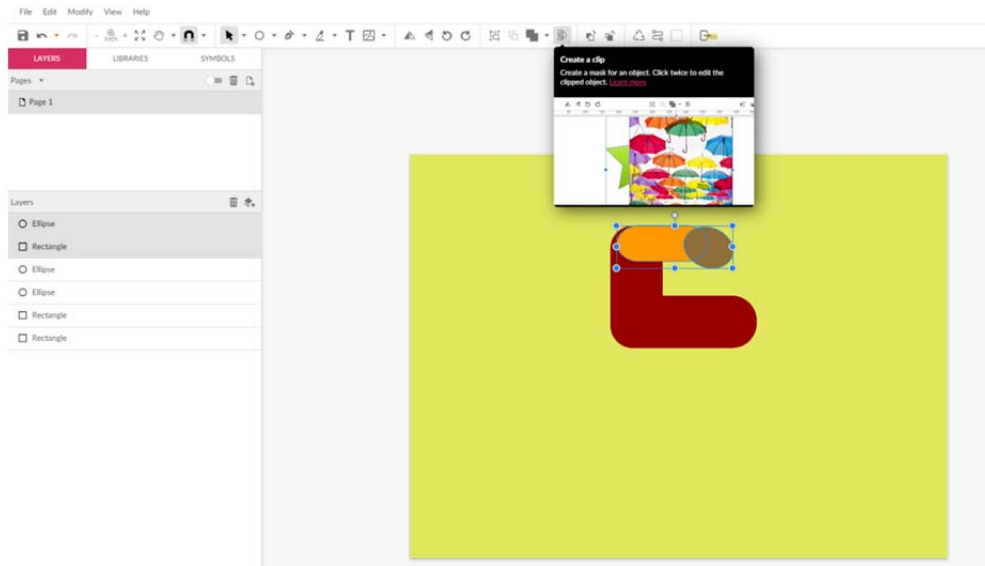 File Edit Modify View Help
LAYERS LIBRARIES SYMBOLS
Create a clip
Create a mask for an object. Click twice to edit the
clipped object. Learn more
Pages
Page 1
Layers
Ellipse
Rectangle
Ellipse
Ellipse
Rectangle
Rectangle